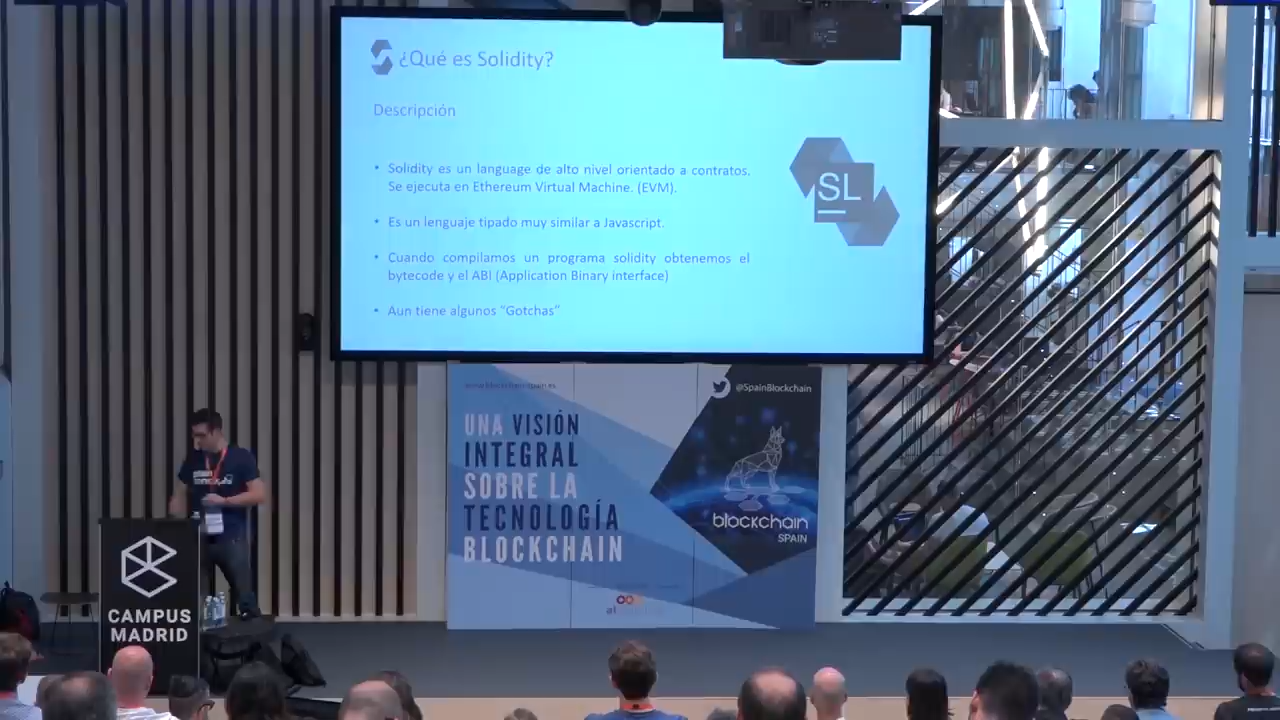 ¿Qué es Solidity?
Descripción
• Solidity es un language de alto nivel orientado a contratos.
Se ejecuta en Ethereum Virtual Machine. (EVM).
• Es un lenguaje tipado muy similar a Javascript.
• Cuando compilamos un programa solidity obtenemos el
bytecode y el ABI (Application Binary interface)
• Aun tiene algunos "Gotchas"
SL
@SpainBlockchain
UNA VISIÓN
INTEGRAL
SOBRE LA
TECNOLOGÍA
BLOCKCHAIN
blockchain
SPAIN
CAMPUS
MADRID